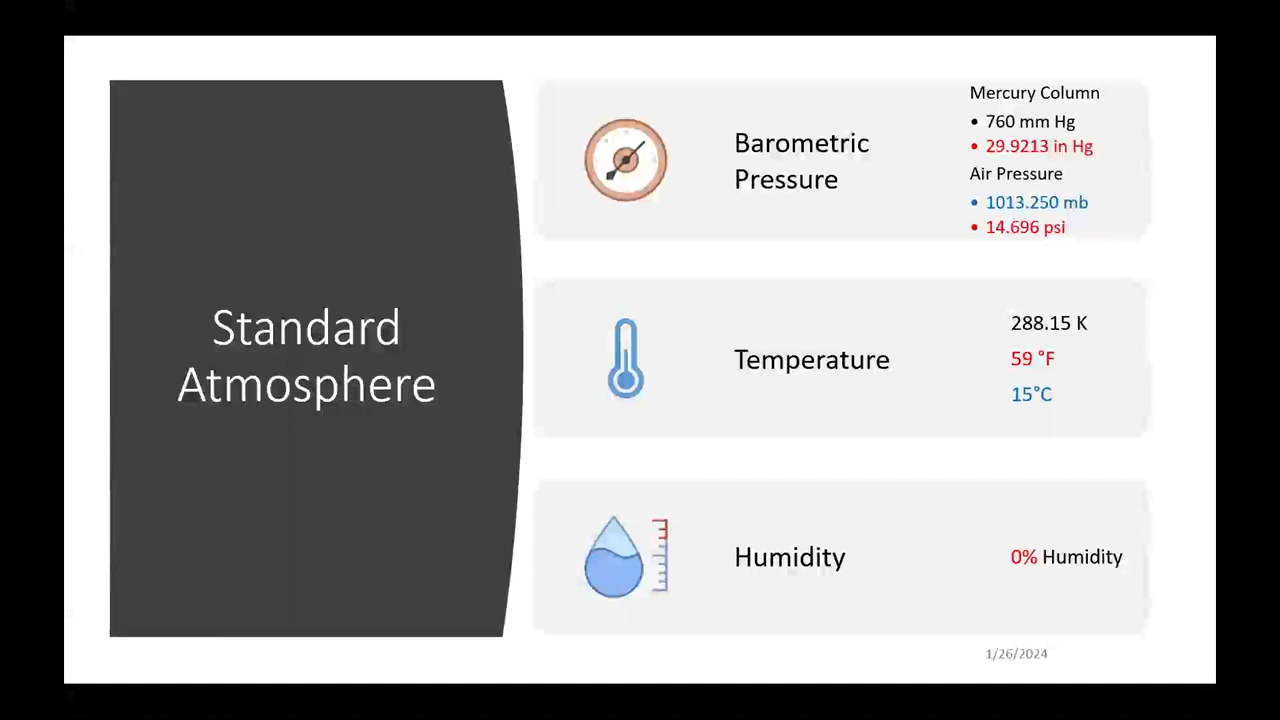 Standard
Atmosphere
Barometric
Pressure
Mercury Column
• 760 mm Hg
• 29.9213 in Hg
Air Pressure
• 1013.250 mb
• 14.696 psi
Temperature
288.15 K
59 °F
15°C
Humidity
0% Humidity
1/26/2024